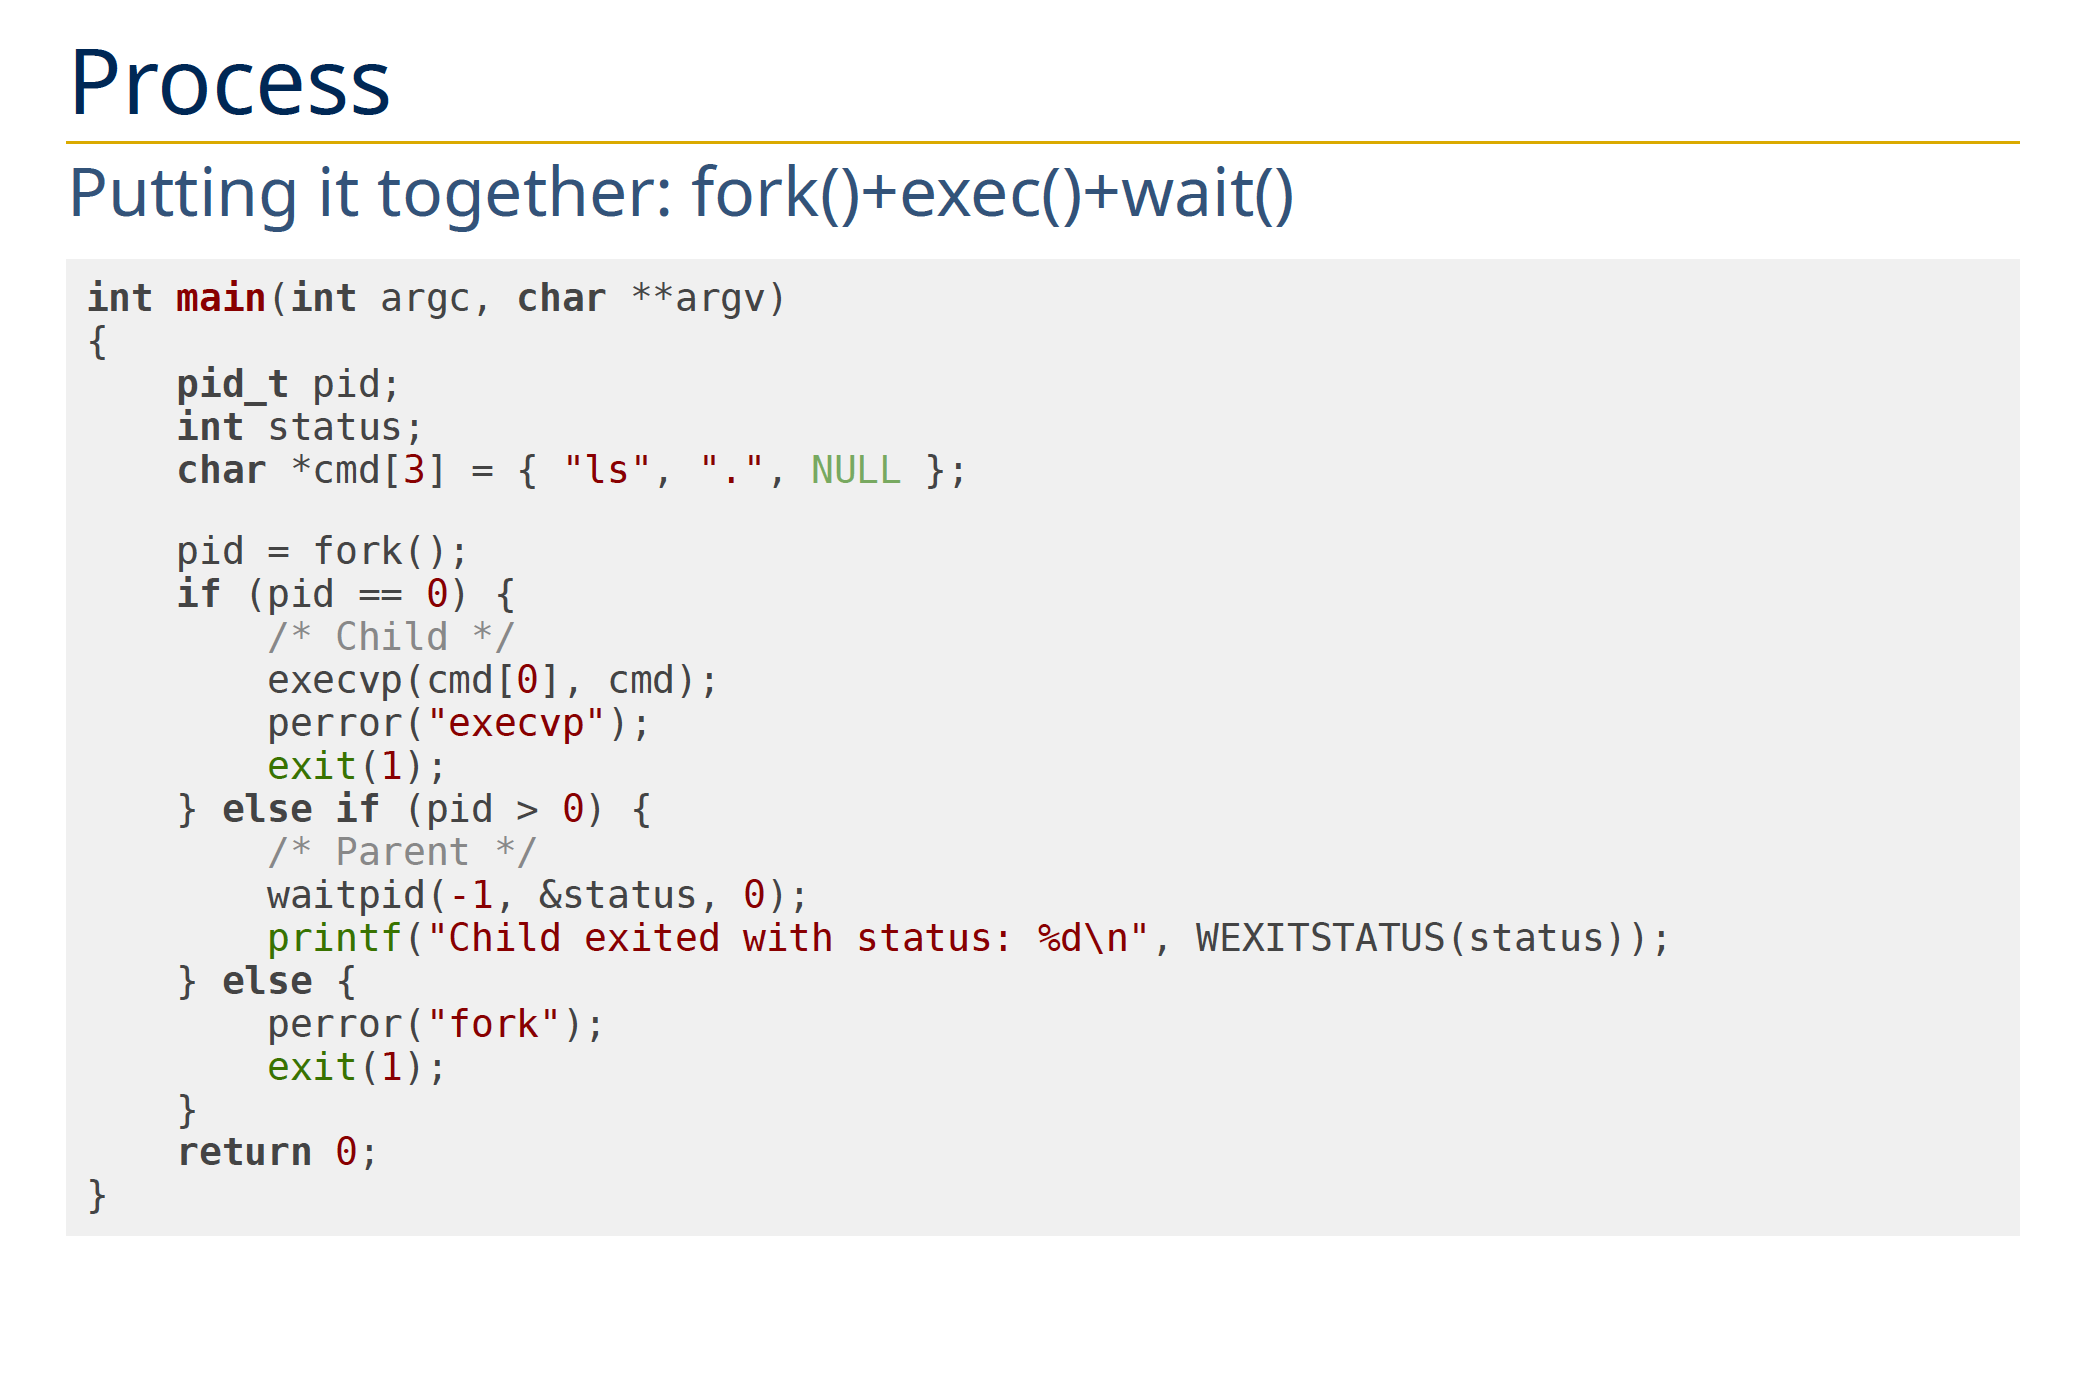 Process
Putting it together: fork()+exec()+wait()
int main(int argc, char **argv)
{
    pid_t pid;
    int status;
    char *cmd[3] = { "ls", ".", NULL };

    pid = fork();
    if (pid == 0) {
        /* Child */
        execvp(cmd[0], cmd);
        perror("execvp");
        exit(1);
    } else if (pid > 0) {
        /* Parent */
        waitpid(-1, &status, 0);
        printf("Child exited with status: %d\n", WEXITSTATUS(status));
    } else {
        perror("fork");
        exit(1);
    }
    return 0;
}